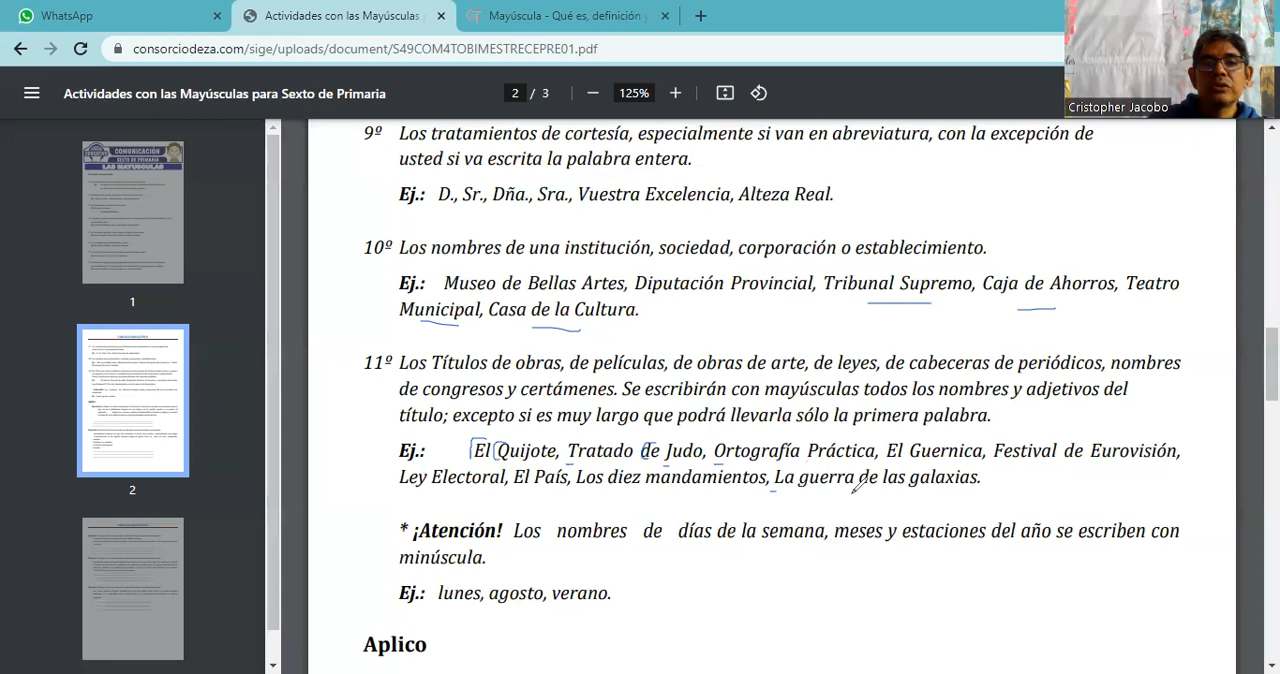 WhatsApp
Actividades con las Mayúsculas
Mayúscula - Qué es, definición
consorciodeza.com/sige/uploads/document/S49COM4TOBIMESTRECEPRE01.pdf
Actividades con las Mayúsculas para Sexto de Primaria
2 / 3
125%
Cristopher Jacobo
COMUNICACIÓN
SEXTO DE PRIMARIA
LAS MAYUSCULAS
1
2
9º Los tratamientos de cortesía, especialmente si van en abreviatura, con la excepción de
usted si va escrita la palabra entera.
Ej.: D., Sr., Dña., Sra., Vuestra Excelencia, Alteza Real.
10º Los nombres de una institución, sociedad, corporación o establecimiento.
Ej.: Museo de Bellas Artes, Diputación Provincial, Tribunal Supremo, Caja de Ahorros, Teatro
Municipal, Casa de la Cultura.
11º Los Títulos de obras, de películas, de obras de arte, de leyes, de cabeceras de periódicos, nombres
de congresos y certámenes. Se escribirán con mayúsculas todos los nombres y adjetivos del
título; excepto si es muy largo que podrá llevarla sólo la primera palabra.
Ej.: El Quijote, Tratado de Judo, Ortografía Práctica, El Guernica, Festival de Eurovisión,
Ley Electoral, El País, Los diez mandamientos, La guerra de las galaxias.
* ¡Atención! Los nombres de días de la semana, meses y estaciones del año se escriben con
minúscula.
Ej.: lunes, agosto, verano.
Aplico